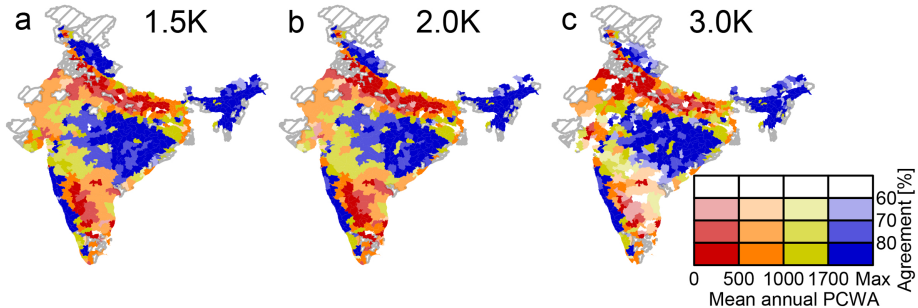 a 1.5K b 2.0K c 3.0K
60
70
80
Agreement [%]
0 500 1000 1700 Max
Mean annual PCWA